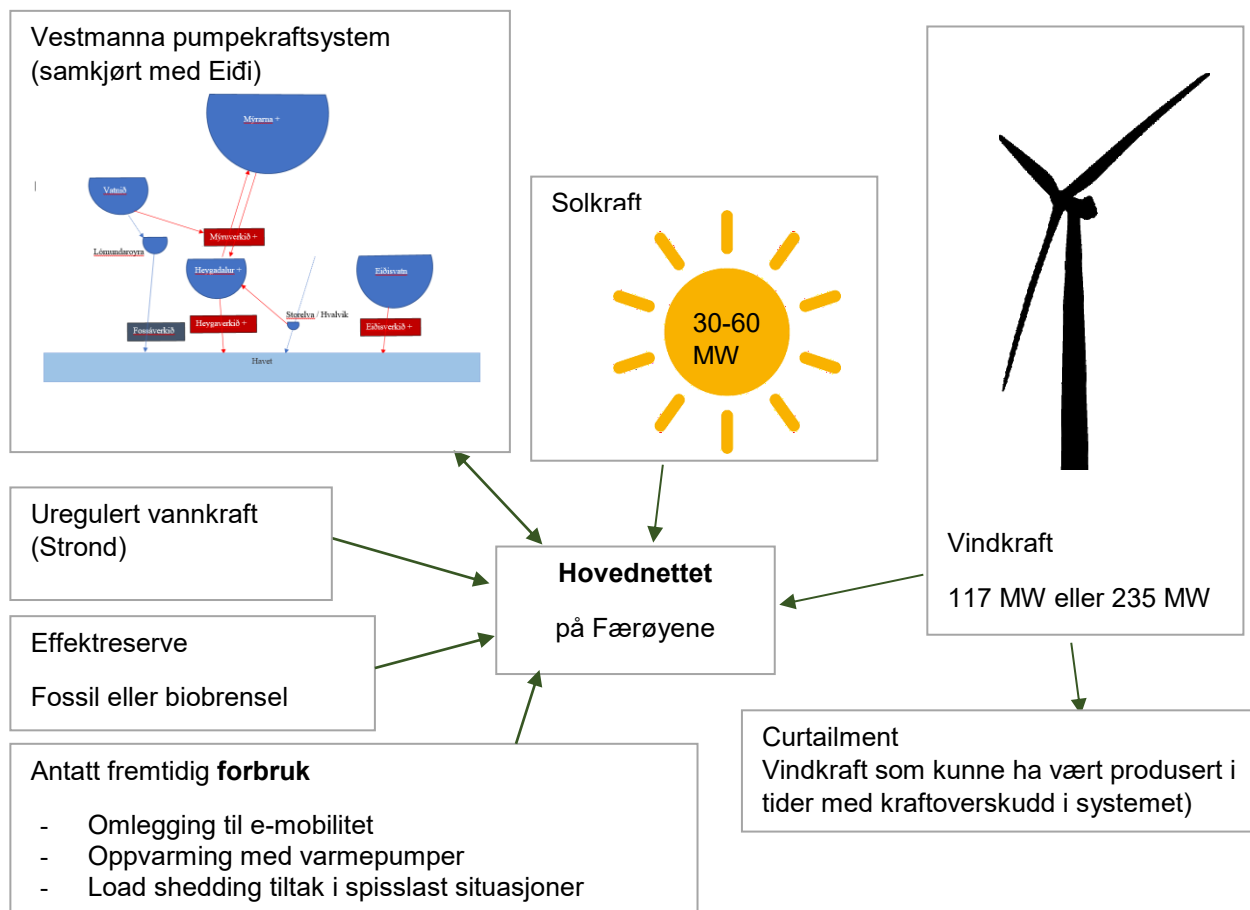 Vestmanna pumpekraftsystem
(samkjørt med Eiði)
Mýrarna +
Vatnið
Mýruverkið +
Lómundaroyra
Heygadalur +
Eiðisvatn
Storelva / Hvalvik
Fossáverkið
Heygaverkið +
Eiðisverkið +
Havet
Solkraft
30-60
MW
Vindkraft
117 MW eller 235 MW
Uregulert vannkraft
(Strond)
Hovednettet
på Færøyene
Effektreserve
Fossil eller biobrensel
Curtailment
Vindkraft som kunne ha vært produsert i
tider med kraftoverskudd i systemet)
Antatt fremtidig forbruk
- Omlegging til e-mobilitet
- Oppvarming med varmepumper
- Load shedding tiltak i spisslast situasjoner